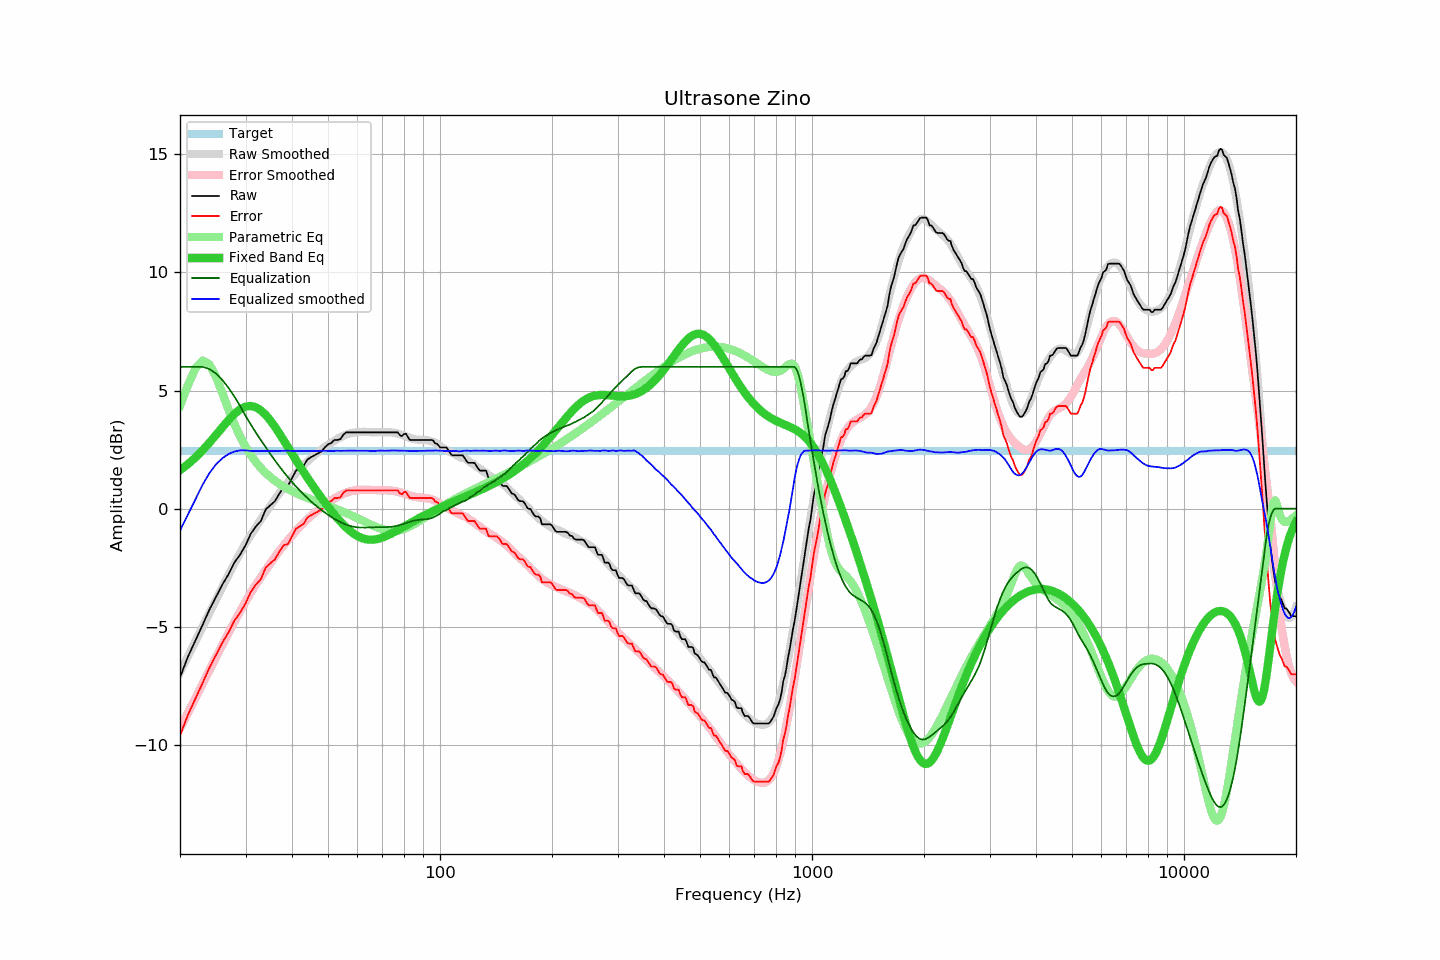 Ultrasone Zino
Target
Raw Smoothed
Error Smoothed
Raw
Error
Parametric Eq
Fixed Band Eq
Equalization
Equalized smoothed
15
10
5
0
−5
−10
Amplitude (dBr)
100
1000
10000
Frequency (Hz)